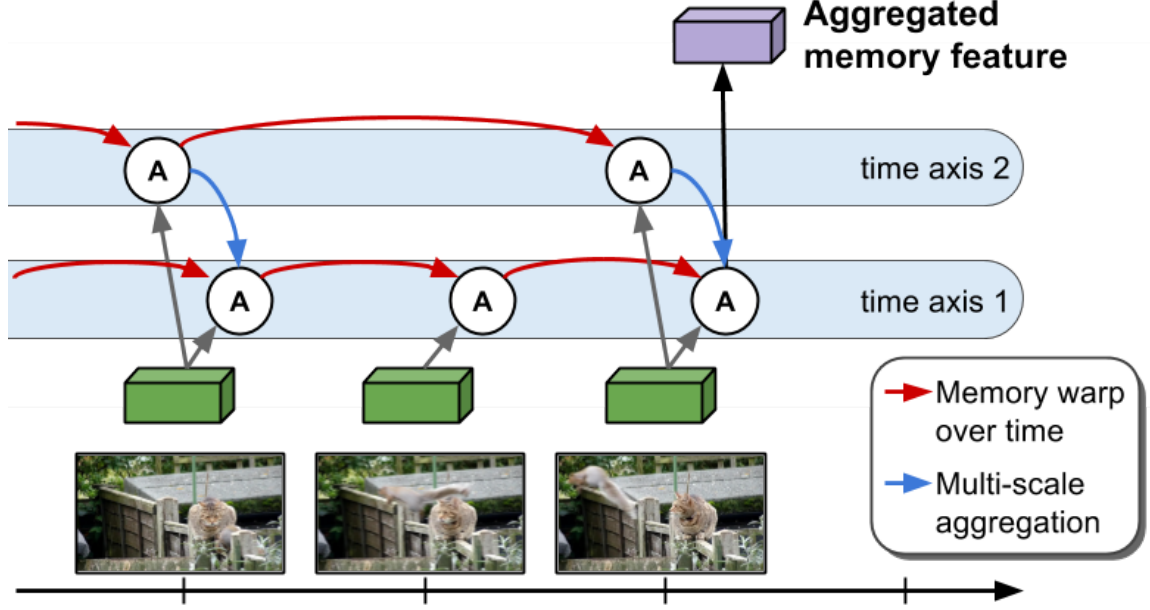 Aggregated
memory feature
A
A
time axis 2
A
A
A
time axis 1
Memory warp
over time
Multi-scale
aggregation